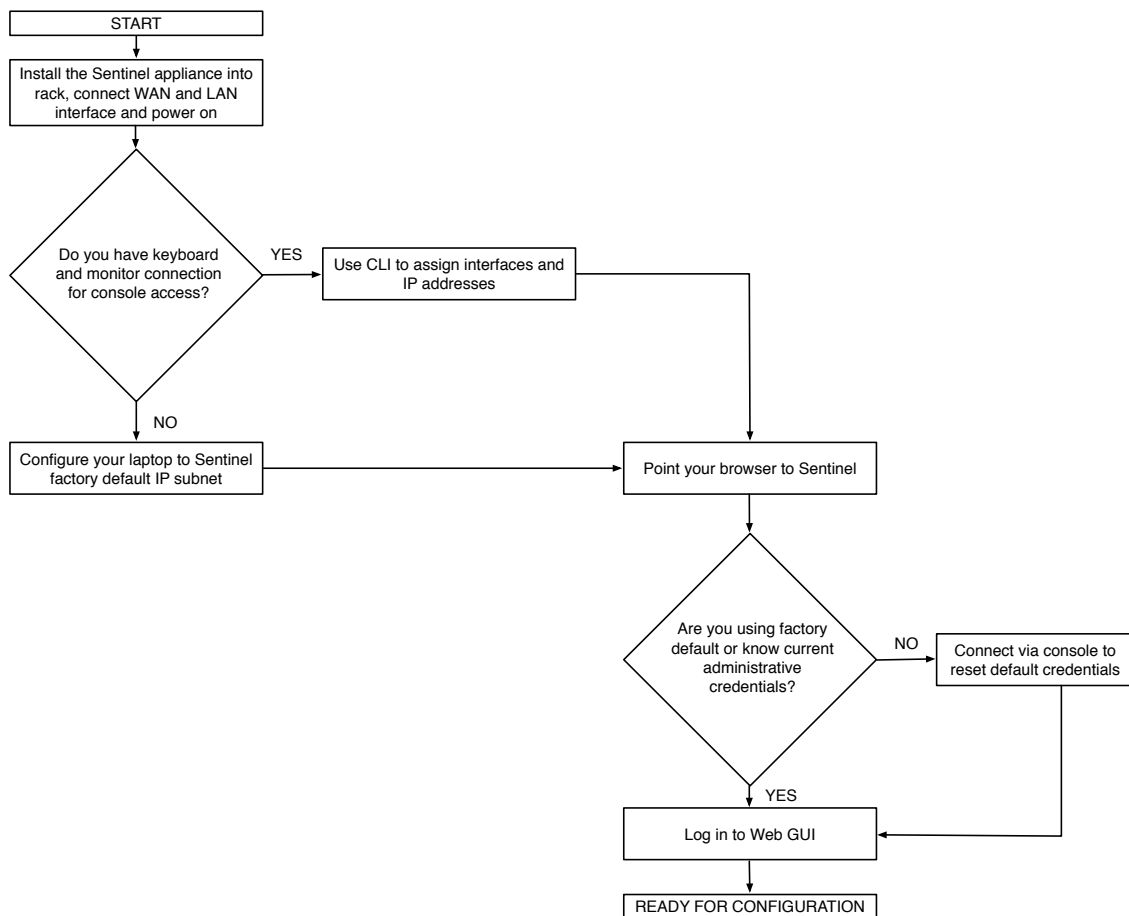 START
Install the Sentinel appliance into
rack, connect WAN and LAN
interface and power on
Do you have keyboard
and monitor connection
for console access?
YES
Use CLI to assign interfaces and
IP addresses
NO
Configure your laptop to Sentinel
factory default IP subnet
Point your browser to Sentinel
Are you using factory
default or know current
administrative
credentials?
NO
Connect via console to
reset default credentials
YES
Log in to Web GUI
READY FOR CONFIGURATION